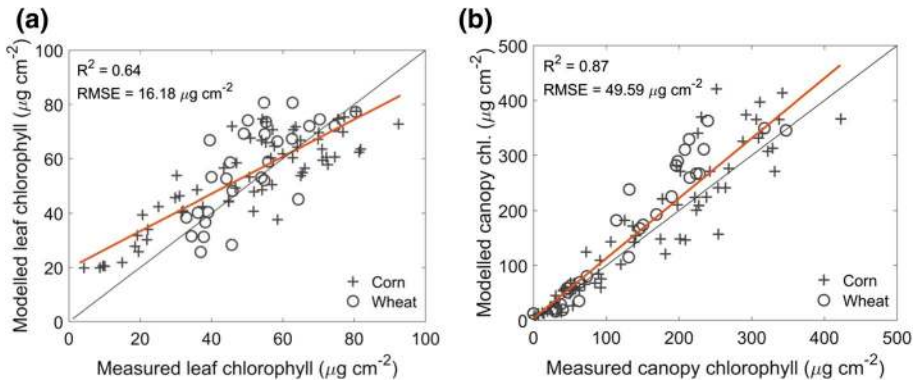 (a)
100
80
60
40
20
0
0 20 40 60 80 100
Modelled leaf chlorophyll (μg cm⁻²)
Measured leaf chlorophyll (μg cm⁻²)
R² = 0.64
RMSE = 16.18 μg cm⁻²
Corn
Wheat
(b)
500
400
300
200
100
0
0 100 200 300 400 500
Modelled canopy chl. (μg cm⁻²)
Measured canopy chlorophyll (μg cm⁻²)
R² = 0.87
RMSE = 49.59 μg cm⁻²
Corn
Wheat